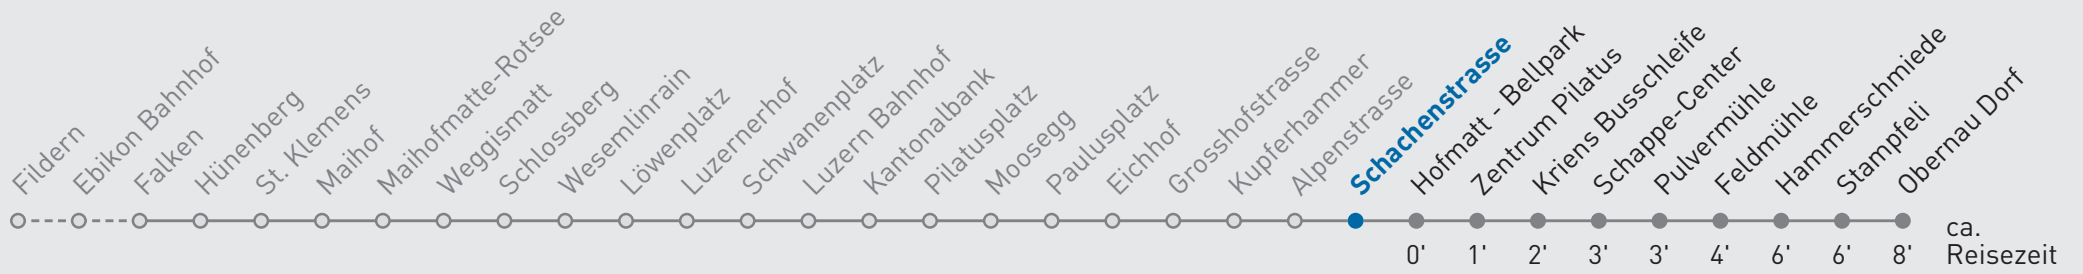 Fildern
Ebikon Bahnhof
Falken
Hünenberg
St. Klemens
Maihof
Maihofmatte-Rotsee
Weggismatt
Schlossberg
Wesemlinrain
Löwenplatz
Luzernerhof
Schwanenplatz
Luzern Bahnhof
Kantonalbank
Pilatusplatz
Moosegg
Paulusplatz
Eichhof
Grosshofstrasse
Kupferhammer
Alpenstrasse
Schachenstrasse
Hofmatt - Bellpark
Zentrum Pilatus
Kriens Busschleife
Schappe-Center
Pulvermühle
Feldmühle
Hammerschmiede
Stampfeli
Obernau Dorf
0' 1' 2' 3' 3' 4' 6' 6' 8'
ca.
Reisezeit